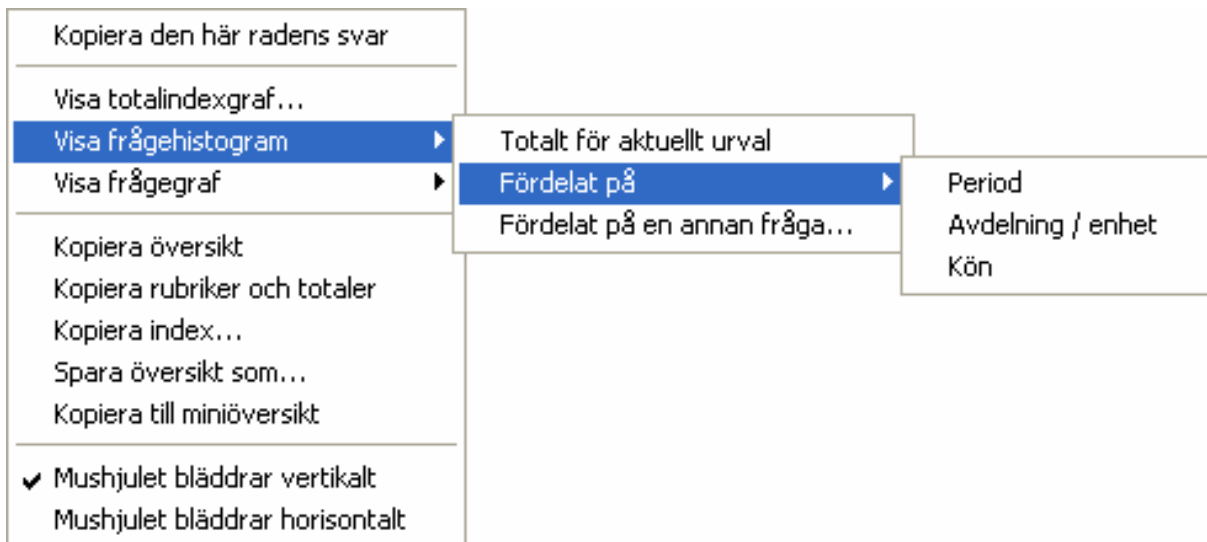 Kopiera den här radens svar
Visa totalindexgraf...
Visa frågehistogram
Visa frågegraf
Kopiera översikt
Kopiera rubriker och totaler
Kopiera index...
Spara översikt som...
Kopiera till miniöversikt
Mushjulet bläddrar vertikalt
Mushjulet bläddrar horisontalt
Totalt för aktuellt urval
Fördelat på
Fördelat på en annan fråga...
Period
Avdelning / enhet
Kön